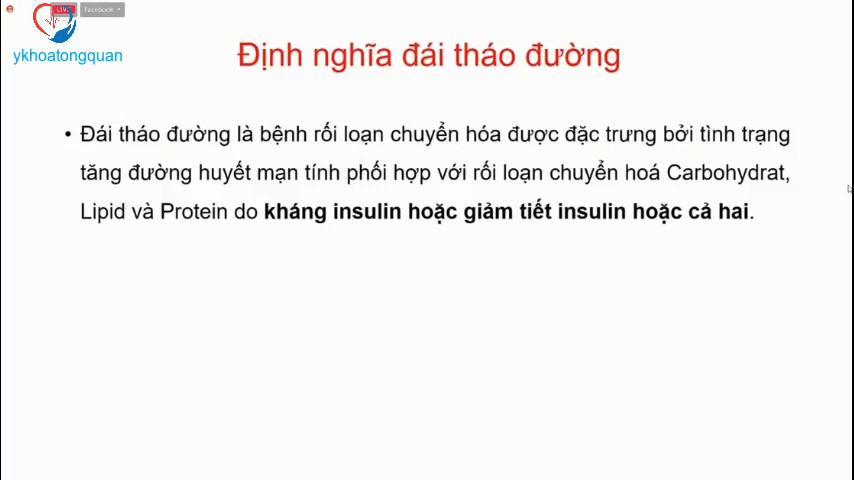 LIVE
Facebook
ykhoatongquan
Định nghĩa đái tháo đường
• Đái tháo đường là bệnh rối loạn chuyển hóa được đặc trưng bởi tình trạng
tăng đường huyết mạn tính phối hợp với rối loạn chuyển hoá Carbohydrat,
Lipid và Protein do kháng insulin hoặc giảm tiết insulin hoặc cả hai.